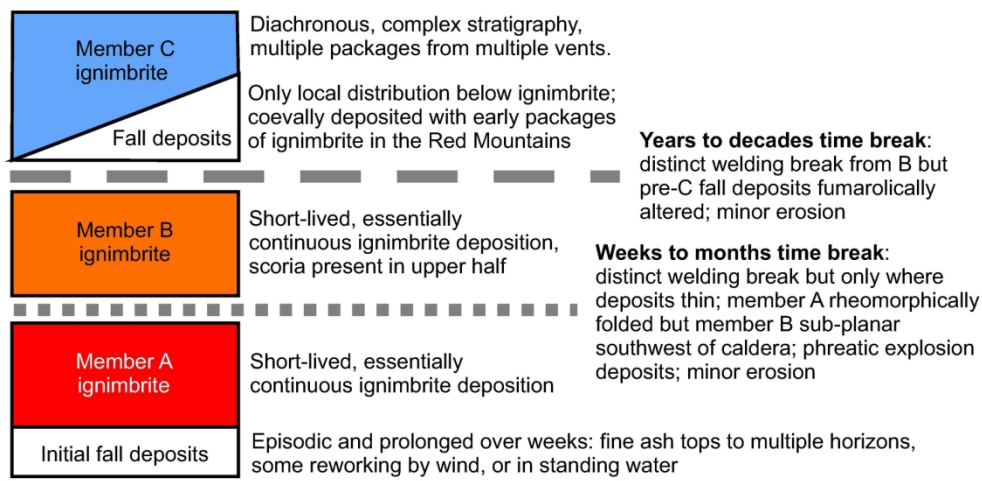 Member C
ignimbrite
Fall deposits
Diachronous, complex stratigraphy,
multiple packages from multiple vents.
Only local distribution below ignimbrite;
coevally deposited with early packages
of ignimbrite in the Red Mountains
Years to decades time break:
distinct welding break from B but
pre-C fall deposits fumarolically
altered; minor erosion
Member B
ignimbrite
Short-lived, essentially
continuous ignimbrite deposition,
scoria present in upper half
Weeks to months time break:
distinct welding break but only where
deposits thin; member A rheomorphically
folded but member B sub-planar
southwest of caldera; phreatic explosion
deposits; minor erosion
Member A
ignimbrite
Short-lived, essentially
continuous ignimbrite deposition
Initial fall deposits
Episodic and prolonged over weeks: fine ash tops to multiple horizons,
some reworking by wind, or in standing water